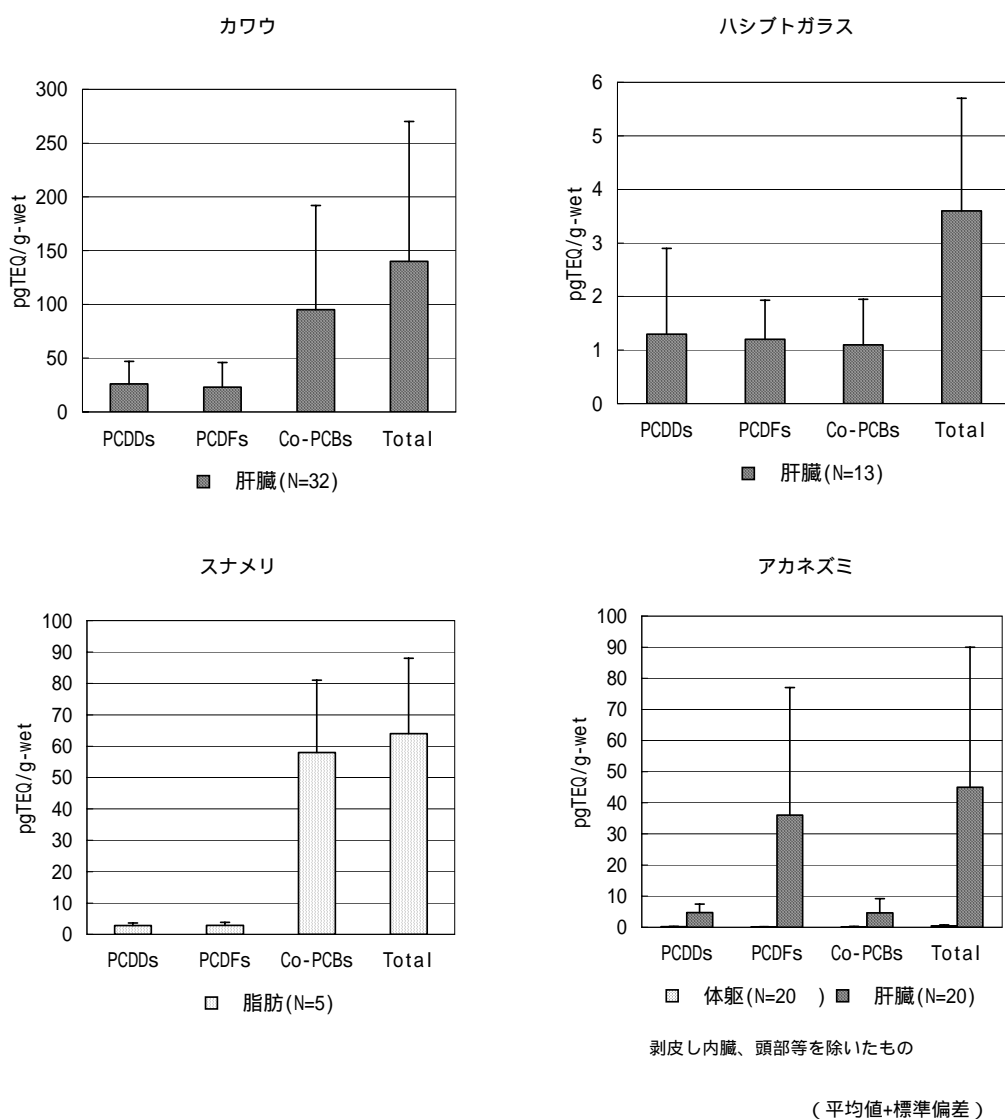 カワウ
300
250
200
150
100
50
0
pgTEQ/g-wet
PCDDs PCDFs Co-PCBs Total
肝臓(N=32)
ハシブトガラス
6
5
4
3
2
1
0
pgTEQ/g-wet
PCDDs PCDFs Co-PCBs Total
肝臓(N=13)
スナメリ
100
90
80
70
60
50
40
30
20
10
0
pgTEQ/g-wet
PCDDs PCDFs Co-PCBs Total
脂肪(N=5)
アカネズミ
100
90
80
70
60
50
40
30
20
10
0
pgTEQ/g-wet
PCDDs PCDFs Co-PCBs Total
体躯(N=20 ) 肝臓(N=20)
剥皮し内臓、頭部等を除いたもの
(平均値+標準偏差)